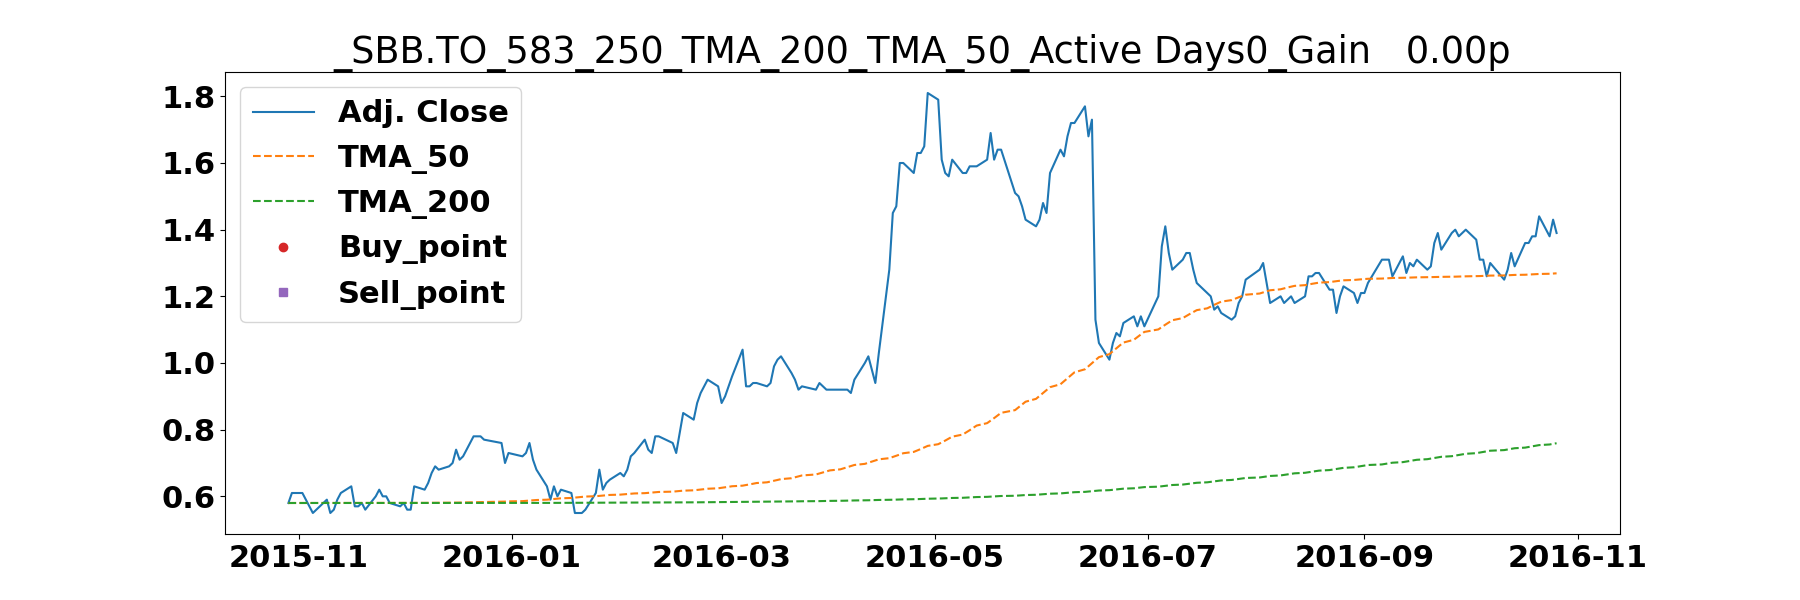 _SBB.TO_583_250_TMA_200_TMA_50_Active Days0_Gain   0.00p
1.8
1.6
1.4
1.2
1.0
0.8
0.6
Adj. Close
TMA_50
TMA_200
Buy_point
Sell_point
2015-11 2016-01 2016-03 2016-05 2016-07 2016-09 2016-11